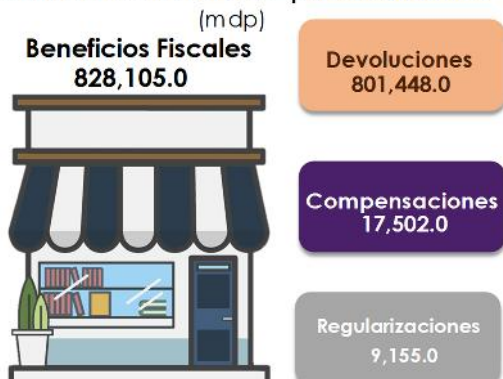 (mdp)
Beneficios Fiscales
828,105.0
Devoluciones
801,448.0
Compensaciones
17,502.0
Regularizaciones
9,155.0